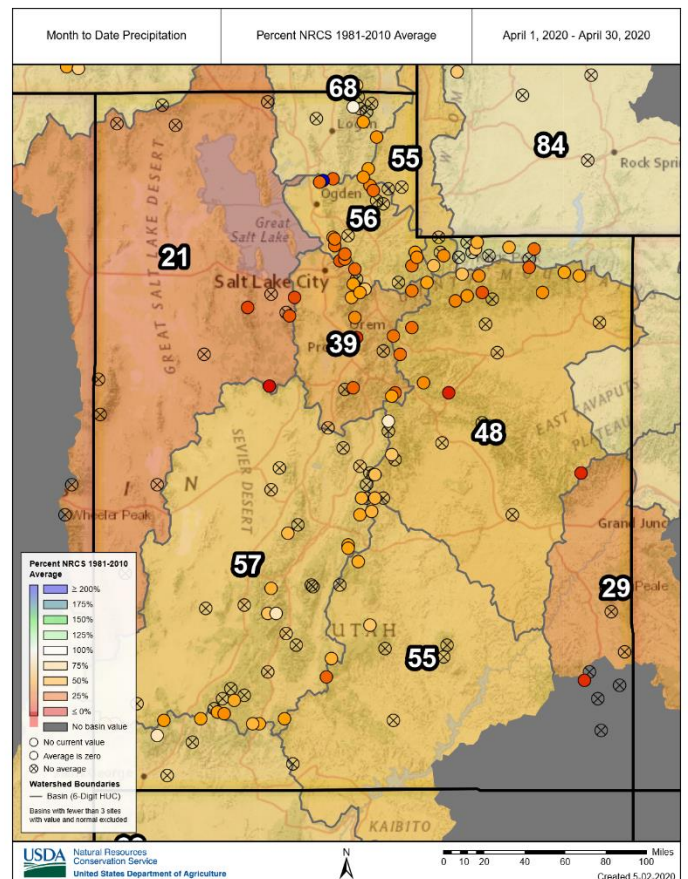 Month to Date Precipitation
Percent NRCS 1981-2010 Average
April 1, 2020 - April 30, 2020
68
Logan
55
84
Rock Spri
Ogden
56
Great
Salt Lake
21
GREAT SALT LAKE DESERT
Salt Lake City
Orem
39
48
EAST TAVAPUTS
PLATEAU
SEVIER DESERT
Wheeler Peak
Grand Junc
29
Peale
57
UTAH
55
KAIBITO
Percent NRCS 1981-2010
Average
≥ 200%
175%
150%
125%
100%
75%
50%
25%
≤ 0%
No basin value
No current value
Average is zero
No average
Watershed Boundaries
Basin (6-Digit HUC)
Basins with fewer than 3 sites
with value and normal excluded
USDA
Natural Resources
Conservation Service
United States Department of Agriculture
N
Miles
0 10 20 40 60 80 100
Created 5-02-2020